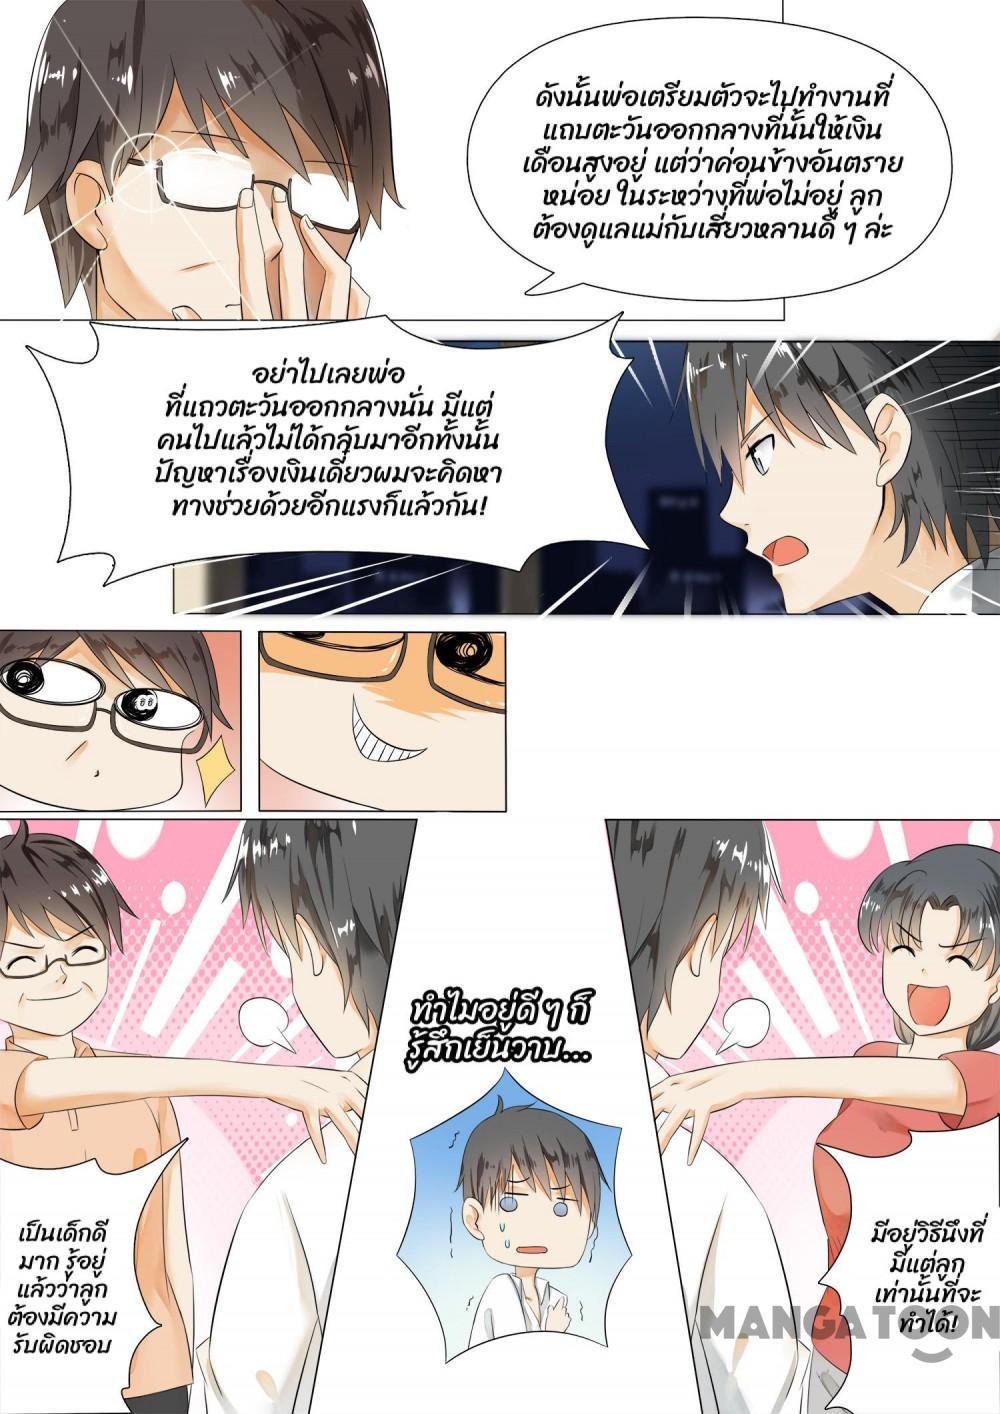 ดังนั้นพ่อเตรียมตัวจะไปทำงานที่
แถบตะวันออกกลางที่นั้นให้เงิน
เดือนสูงอยู่ แต่ว่าค่อนข้างอันตราย
หน่อย ในระหว่างที่พ่อไม่อยู่ ลูก
ต้องดูแลแม่กับเสี่ยวหลานดี ๆ ล่ะ
อย่าไปเลยพ่อ
ที่แถวตะวันออกกลางนั่น มีแต่
คนไปแล้วไม่ได้กลับมาอีกทั้งนั้น
ปัญหาเรื่องเงินเดี๋ยวผมจะคิดหา
ทางช่วยด้วยอีกแรงก็แล้วกัน!
ทำไมอยู่ดี ๆ ก็
รู้สึกเย็นวาบ...
เป็นเด็กดี
มาก รู้อยู่
แล้วว่าลูก
ต้องมีความ
รับผิดชอบ
มีอยู่วิธีนึงที่
มีแต่ลูก
เท่านั้นที่จะ
ทำได้!
MANGATOON